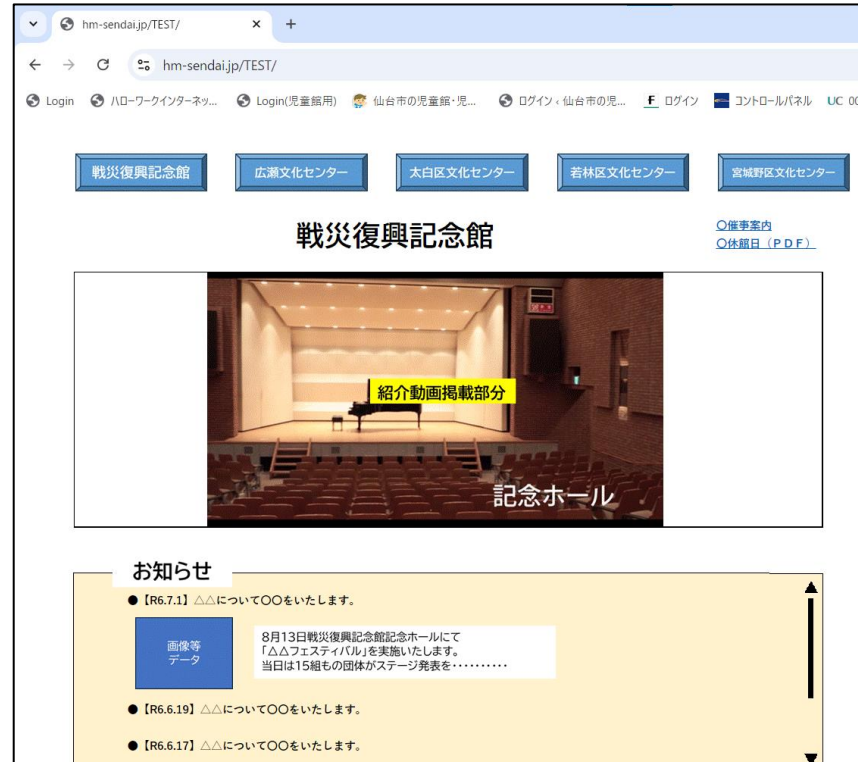 hm-sendai.jp/TEST/
hm-sendai.jp/TEST/
Login ハローワークインターネッ... Login(児童館用) 仙台市の児童館・児... ログイン ‹ 仙台市の児... F ログイン コントロールパネル UC
戦災復興記念館 広瀬文化センター 太白区文化センター 若林区文化センター 宮城野区文化センター
戦災復興記念館
〇催事案内
〇休館日(PDF)
紹介動画掲載部分
記念ホール
お知らせ
●【R6.7.1】△△について〇〇をいたします。
画像等
データ
8月13日戦災復興記念館記念ホールにて
「△△フェスティバル」を実施いたします。
当日は15組もの団体がステージ発表を‥‥‥‥‥
●【R6.6.19】△△について〇〇をいたします。
●【R6.6.17】△△について〇〇をいたします。